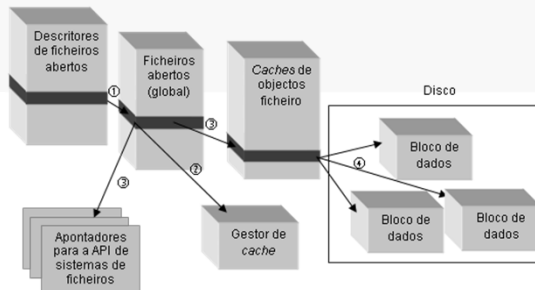 Descritores
de ficheiros
abertos
①
Ficheiros
abertos
(global)
③
Caches de
objectos
ficheiro
Disco
Bloco de
dados
④
②
③
Bloco de
dados
Bloco de
dados
Apontadores
para a API de
sistemas de
ficheiros
Gestor de
cache